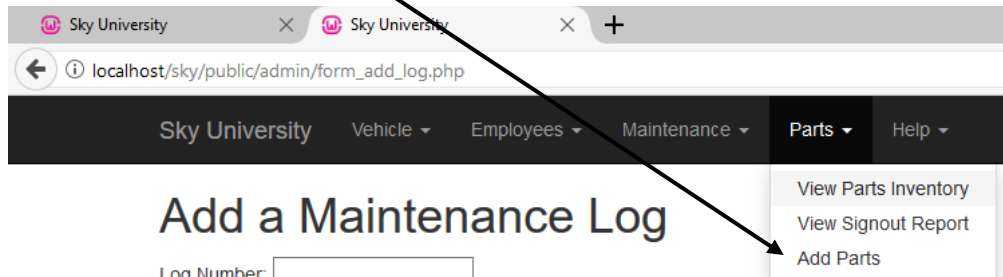 Sky University Sky University
localhost/sky/public/admin/form_add_log.php
Sky University Vehicle Employees Maintenance Parts Help
View Parts Inventory
Add a Maintenance Log
View Signout Report
Add Parts
Log Number: